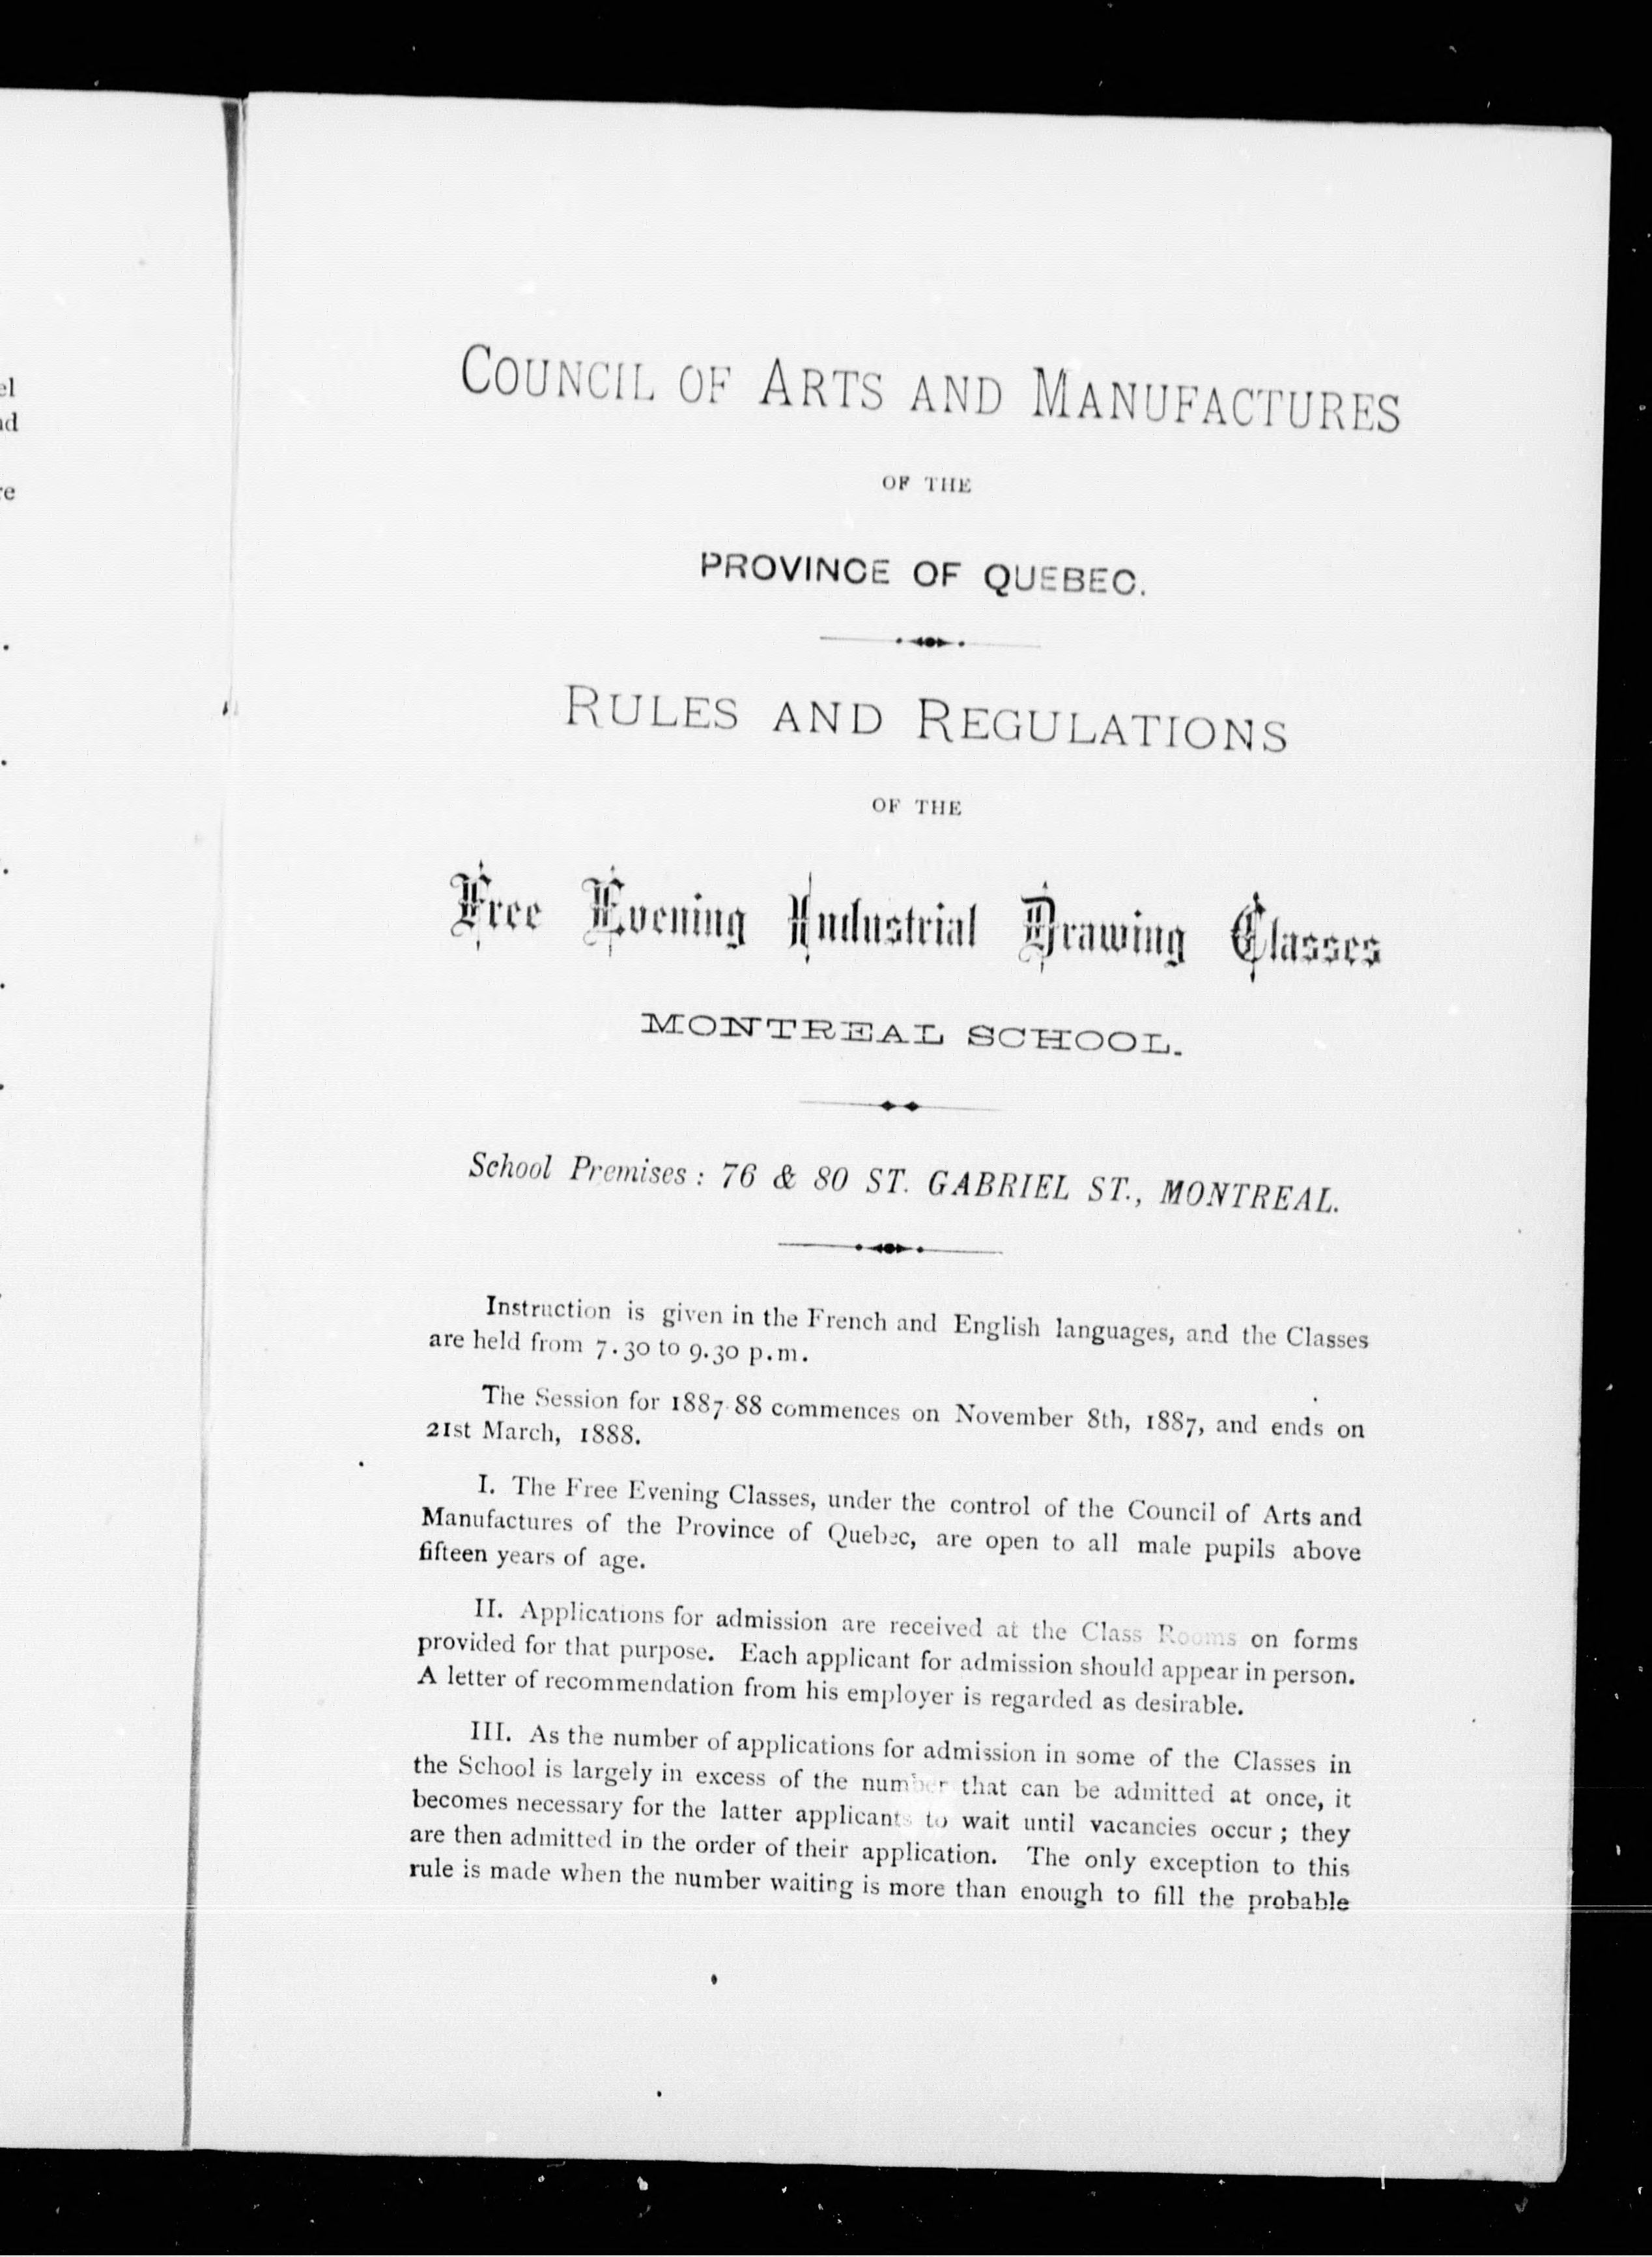 el
nd
re
COUNCIL OF ARTS AND MANUFACTURES
OF THE
PROVINCE OF QUEBEC.
RULES AND REGULATIONS
OF THE
Free Evening Industrial Drawing Classes
MONTREAL SCHOOL.
School Premises: 76 & 80 ST. GABRIEL ST., MONTREAL.
Instruction is given in the French and English languages, and the Classes
are held from 7.30 to 9.30 p.m.
The Session for 1887-88 commences on November 8th, 1887, and ends on
21st March, 1888.
I. The Free Evening Classes, under the control of the Council of Arts and
Manufactures of the Province of Quebec, are open to all male pupils above
fifteen years of age.
II. Applications for admission are received at the Class Rooms on forms
provided for that purpose. Each applicant for admission should appear in person.
A letter of recommendation from his employer is regarded as desirable.
III. As the number of applications for admission in some of the Classes in
the School is largely in excess of the number that can be admitted at once, it
becomes necessary for the latter applicants to wait until vacancies occur; they
are then admitted in the order of their application. The only exception to this
rule is made when the number waiting is more than enough to fill the probable